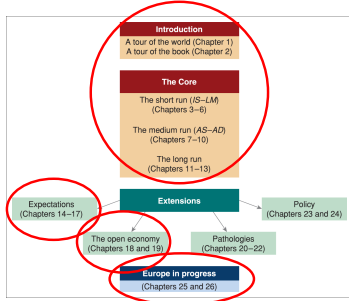 Introduction
A tour of the world (Chapter 1)
A tour of the book (Chapter 2)
The Core
The short run (IS–LM)
(Chapters 3–6)
The medium run (AS–AD)
(Chapters 7–10)
The long run
(Chapters 11–13)
Expectations
(Chapters 14–17)
Extensions
Policy
(Chapters 23 and 24)
The open economy
(Chapters 18 and 19)
Pathologies
(Chapters 20–22)
Europe in progress
(Chapters 25 and 26)